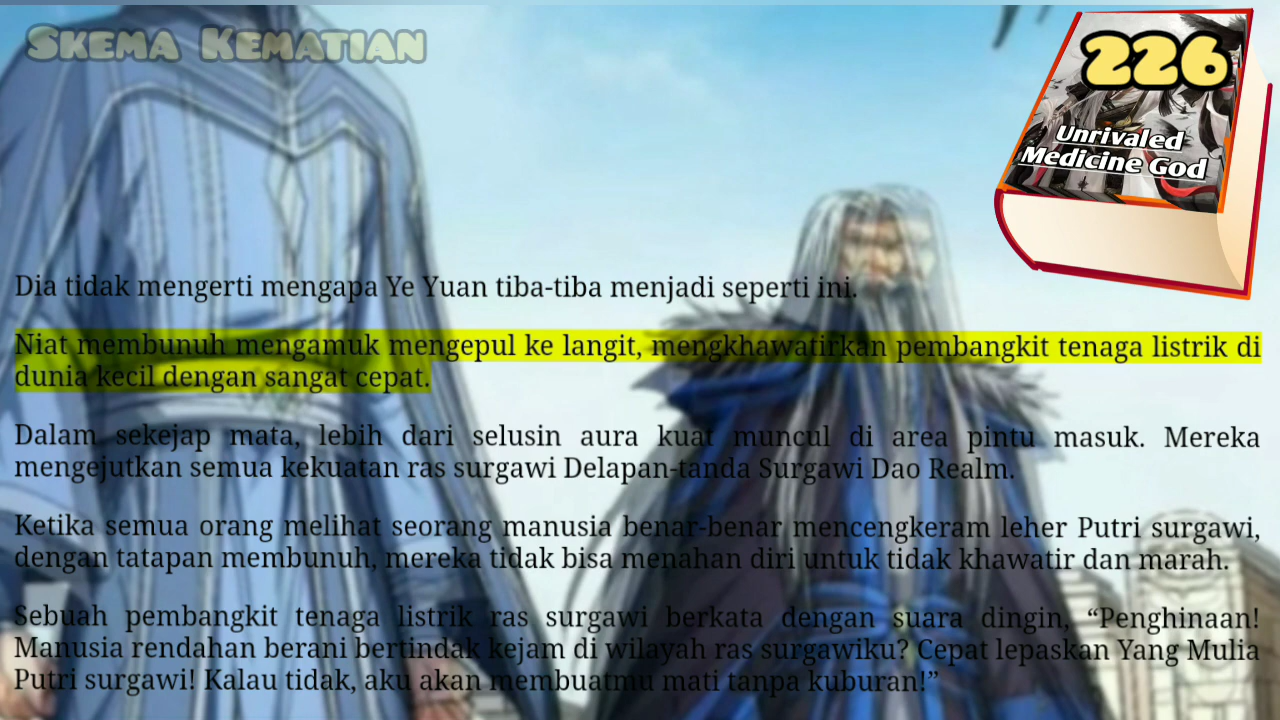 Skema Kematian
226
Unrivaled
Medicine God
Dia tidak mengerti mengapa Ye Yuan tiba-tiba menjadi seperti ini.
Niat membunuh mengamuk mengepul ke langit, mengkhawatirkan pembangkit tenaga listrik di
dunia kecil dengan sangat cepat.
Dalam sekejap mata, lebih dari selusin aura kuat muncul di area pintu masuk. Mereka
mengejutkan semua kekuatan ras surgawi Delapan-tanda Surgawi Dao Realm.
Ketika semua orang melihat seorang manusia benar-benar mencengkeram leher Putri surgawi,
dengan tatapan membunuh, mereka tidak bisa menahan diri untuk tidak khawatir dan marah.
Sebuah pembangkit tenaga listrik ras surgawi berkata dengan suara dingin, “Penghinaan!
Manusia rendahan berani bertindak kejam di wilayah ras surgawiku? Cepat lepaskan Yang Mulia
Putri surgawi! Kalau tidak, aku akan membuatmu mati tanpa kuburan!”